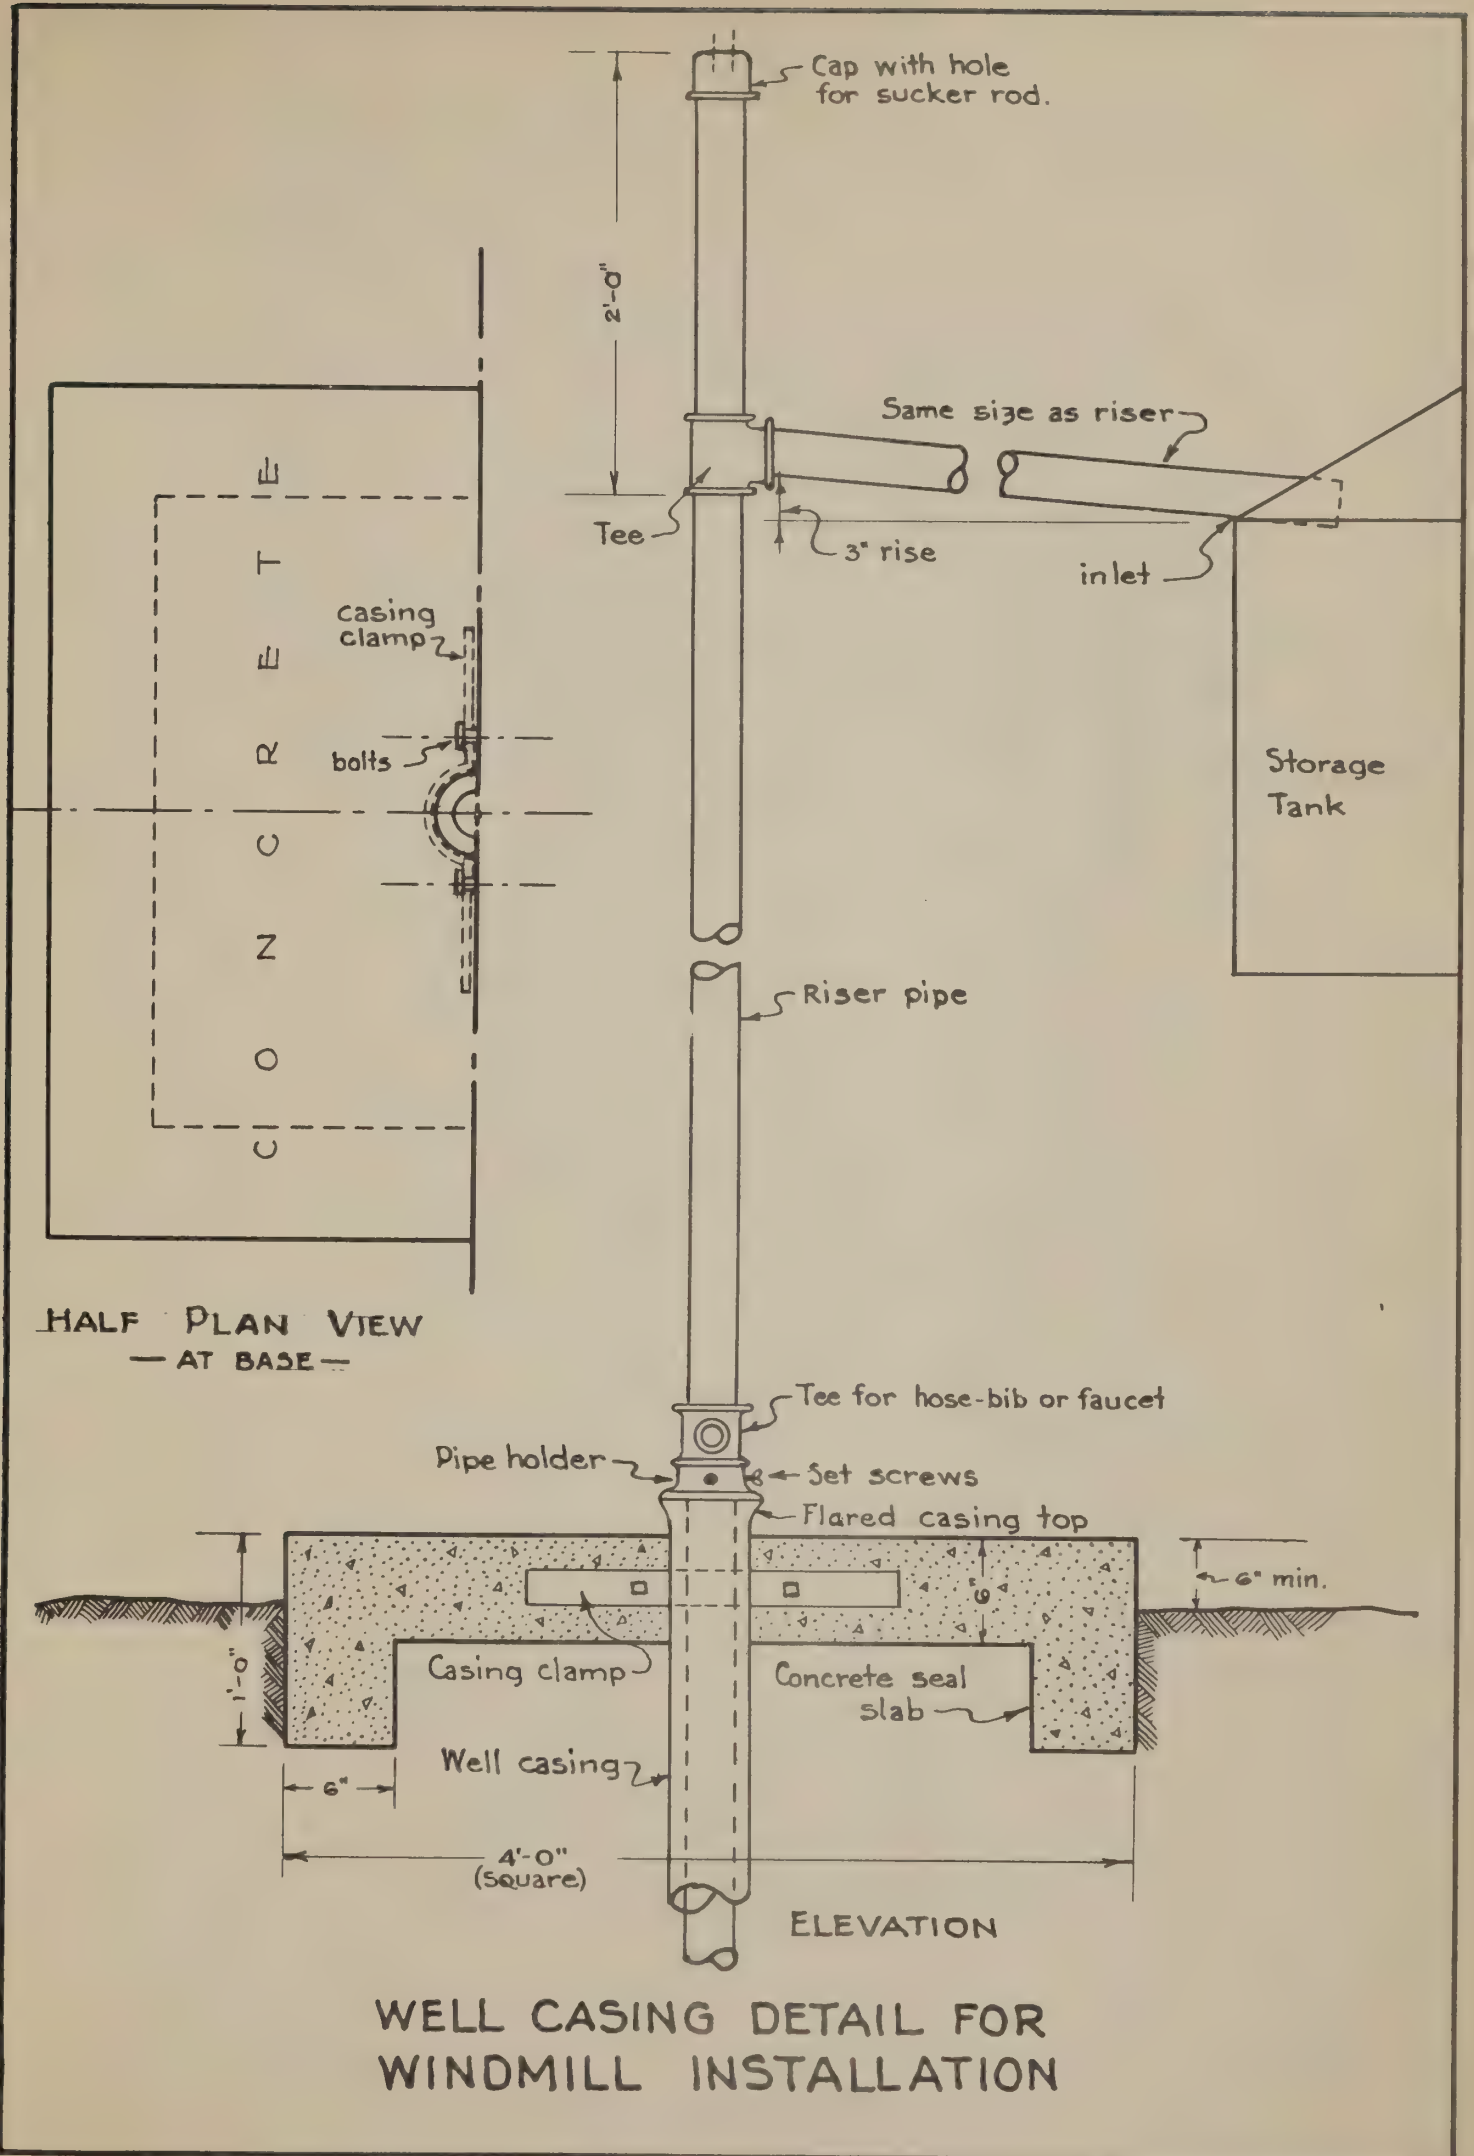 Cap with hole
for sucker rod.
2'-0"
Same size as riser
Tee
3" rise
inlet
casing
clamp
bolts
CONCRETE
Storage
Tank
Riser pipe
HALF PLAN VIEW
— AT BASE —
Tee for hose-bib or faucet
Pipe holder
Set screws
Flared casing top
6" min.
6"
1'-0"
Casing clamp
Concrete seal
slab
Well casing
6"
4'-0"
(square)
ELEVATION
WELL CASING DETAIL FOR
WINDMILL INSTALLATION